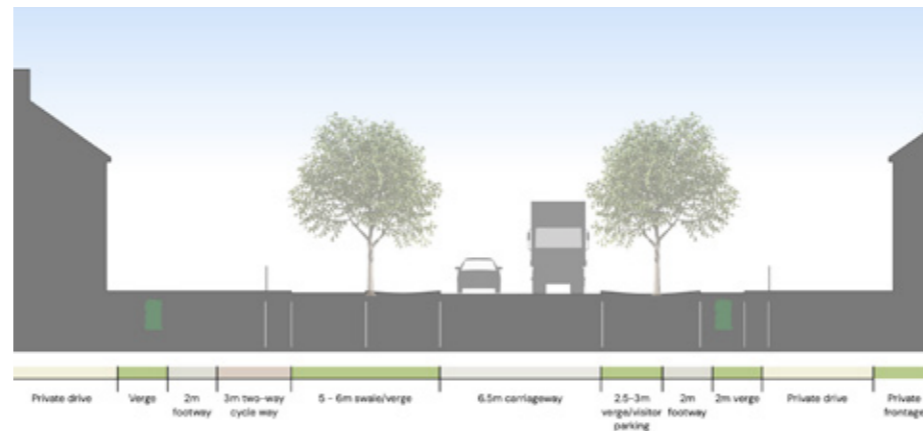 Private drive
Verge
2m
footway
3m two-way
cycle way
5 - 6m swale/verge
6.5m carriageway
2.5-3m
verge/visitor
parking
2m
footway
2m verge
Private drive
Private
frontage